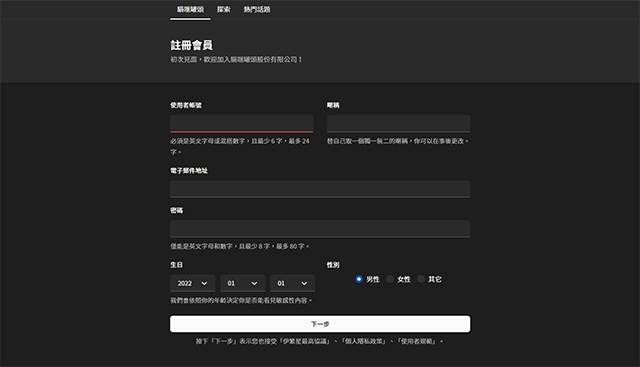 貓咪罐頭 探索 熱門話題
註冊會員
初次見面，歡迎加入貓咪罐頭股份有限公司！
使用者帳號 暱稱
必須是英文字母或混搭數字，且最少 6 字，最多 24 字。
替自己取一個獨一無二的暱稱，你可以在事後更改。
電子郵件地址
密碼
僅能是英文字母和數字，且最少 8 字，最多 80 字。
生日 性別
2022 01 01 男性 女性 其它
我們會依照你的年齡決定你是否能看見敏感性內容。
下一步
按下「下一步」表示您也接受「伊繁星最高協議」、「個人隱私政策」、「使用者規範」。